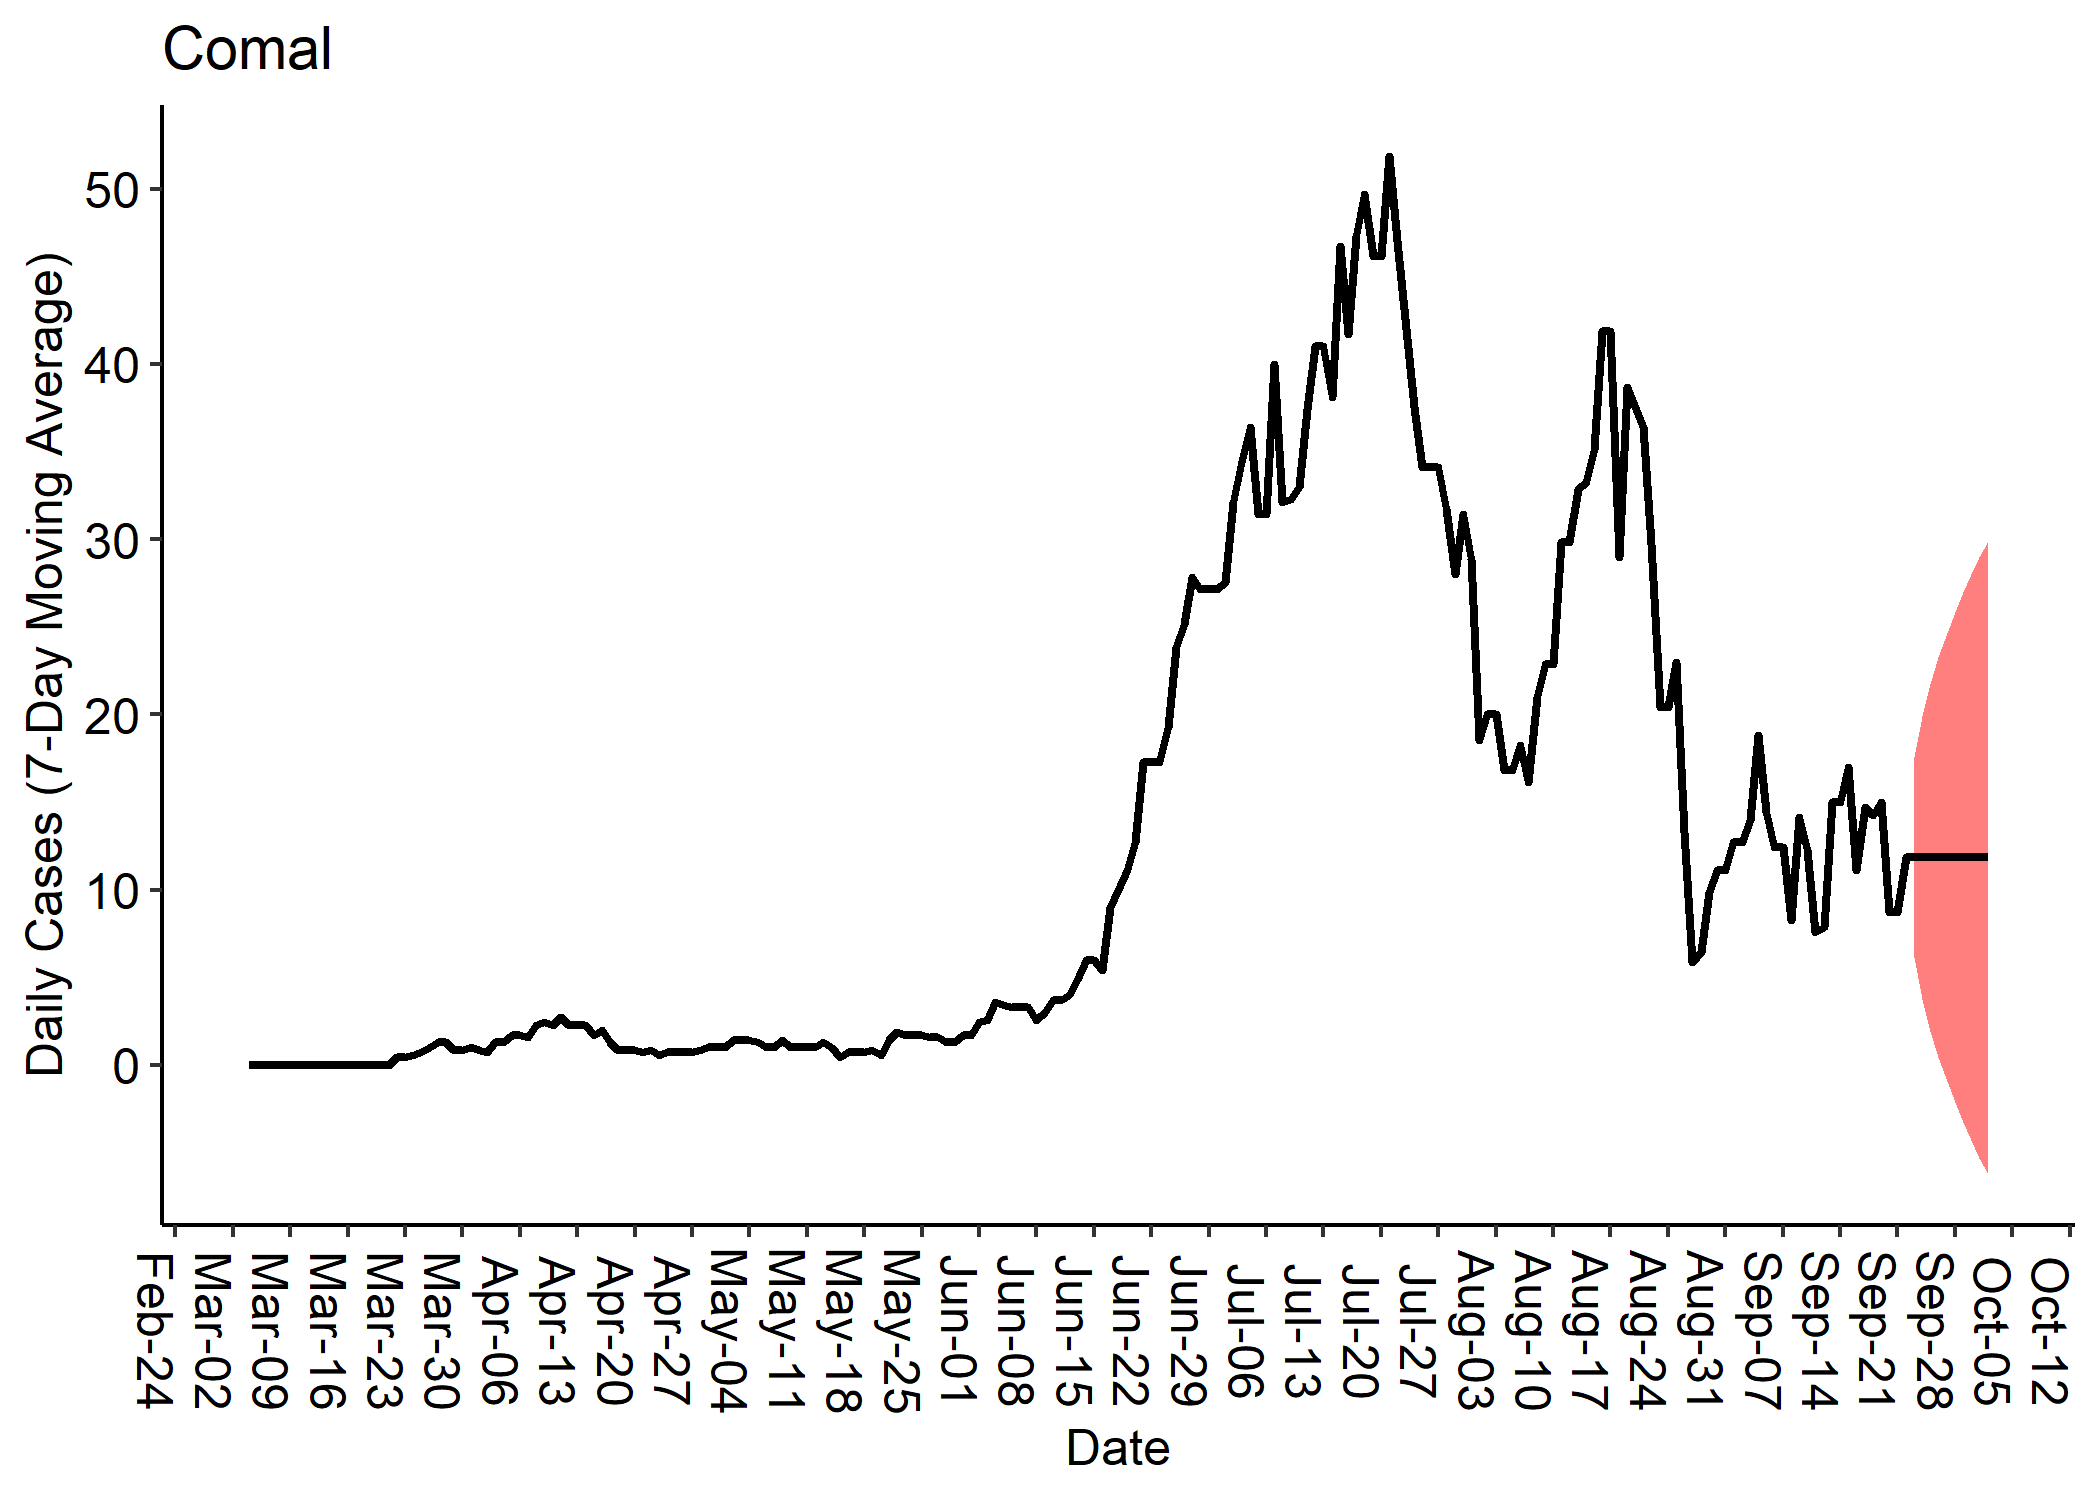 Comal
Daily Cases (7-Day Moving Average)
50
40
30
20
10
0
Feb-24
Mar-02
Mar-09
Mar-16
Mar-23
Mar-30
Apr-06
Apr-13
Apr-20
Apr-27
May-04
May-11
May-18
May-25
Jun-01
Jun-08
Jun-15
Jun-22
Jun-29
Jul-06
Jul-13
Jul-20
Jul-27
Aug-03
Aug-10
Aug-17
Aug-24
Aug-31
Sep-07
Sep-14
Sep-21
Sep-28
Oct-05
Oct-12
Date